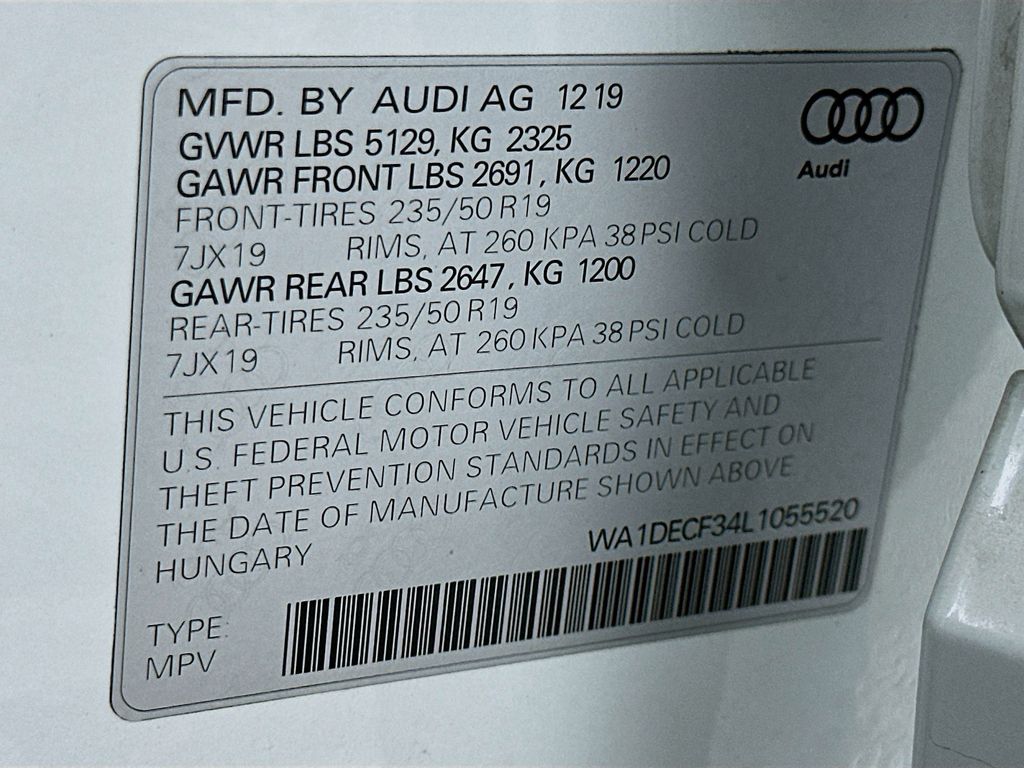 MFD. BY AUDI AG 12 19
GVWR LBS 5129, KG 2325
GAWR FRONT LBS 2691, KG 1220
FRONT-TIRES 235/50 R19
7JX19 RIMS, AT 260 KPA 38 PSI COLD
GAWR REAR LBS 2647, KG 1200
REAR-TIRES 235/50 R19
7JX19 RIMS, AT 260 KPA 38 PSI COLD
Audi
THIS VEHICLE CONFORMS TO ALL APPLICABLE
U.S. FEDERAL MOTOR VEHICLE SAFETY AND
THEFT PREVENTION STANDARDS IN EFFECT ON
THE DATE OF MANUFACTURE SHOWN ABOVE
HUNGARY WA1DECF34L1055520
TYPE:
MPV